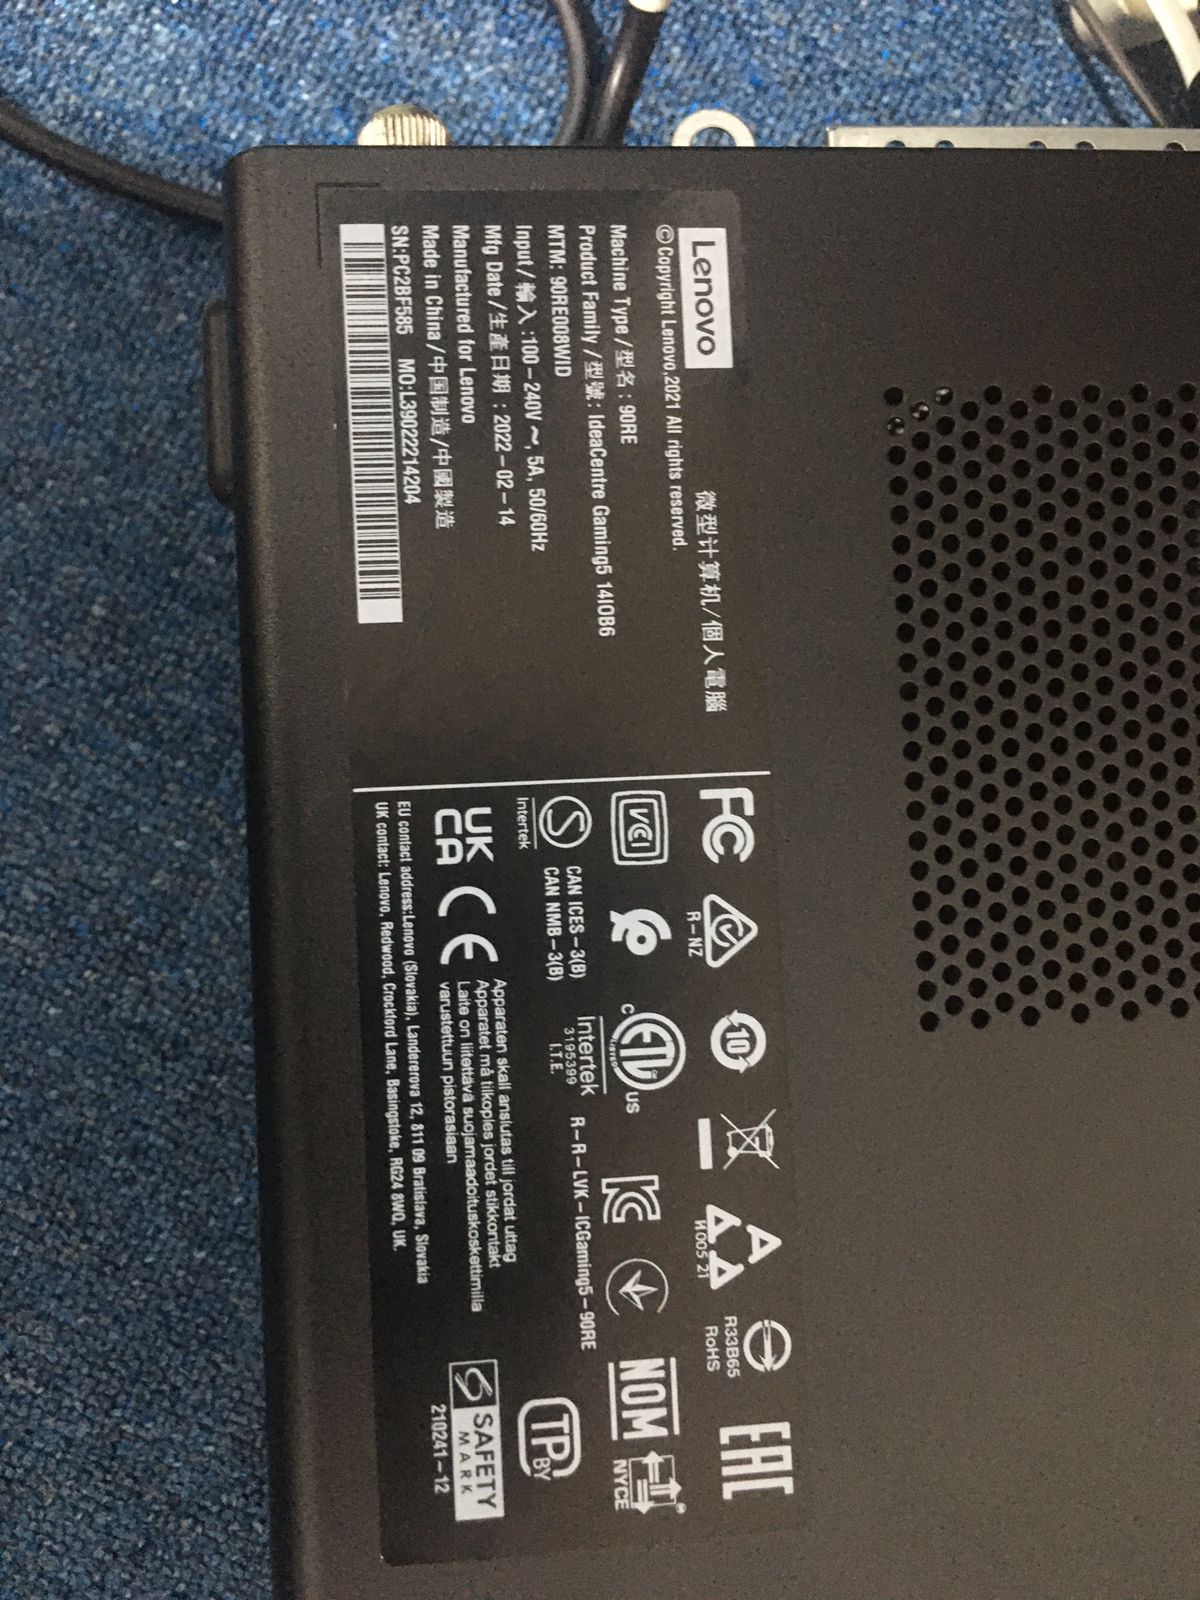 Lenovo
微型计算机/個人電腦
©Copyright Lenovo,2021 All rights reserved.
Machine Type/型名: 90RE
Product Family/型號: IdeaCentre Gaming5 14IOB6
MTM: 90RE008WID
Input/輸入:100-240V~, 5A, 50/60Hz
Mfg Date/生產日期: 2022-02-14
Manufactured for Lenovo
Made in China/中国制造/中國製造
SN:PC2BF585 MO:L39022214204
FC
R-NZ
10
И005 21
R33B65
RoHS
EAC
VCI
C ETL US
LISTED
Intertek
3195399
I.T.E.
NOM
NYCE
S
Intertek
CAN ICES-3(B)
CAN NMB-3(B)
R-R-LVK-ICGaming5-90RE
TP
BY
UK
CA
CE
Apparaten skall anslutas till jordat uttag
Apparatet må tilkoples jordet stikkontakt
Laite on liitettävä suojamaadoituskoskettimilla
varustettuun pistorasiaan
SAFETY
MARK
210241-12
EU contact address:Lenovo (Slovakia), Landererova 12, 811 09 Bratislava, Slovakia
UK contact: Lenovo, Redwood, Crockford Lane, Basingstoke, RG24 8WQ, UK.